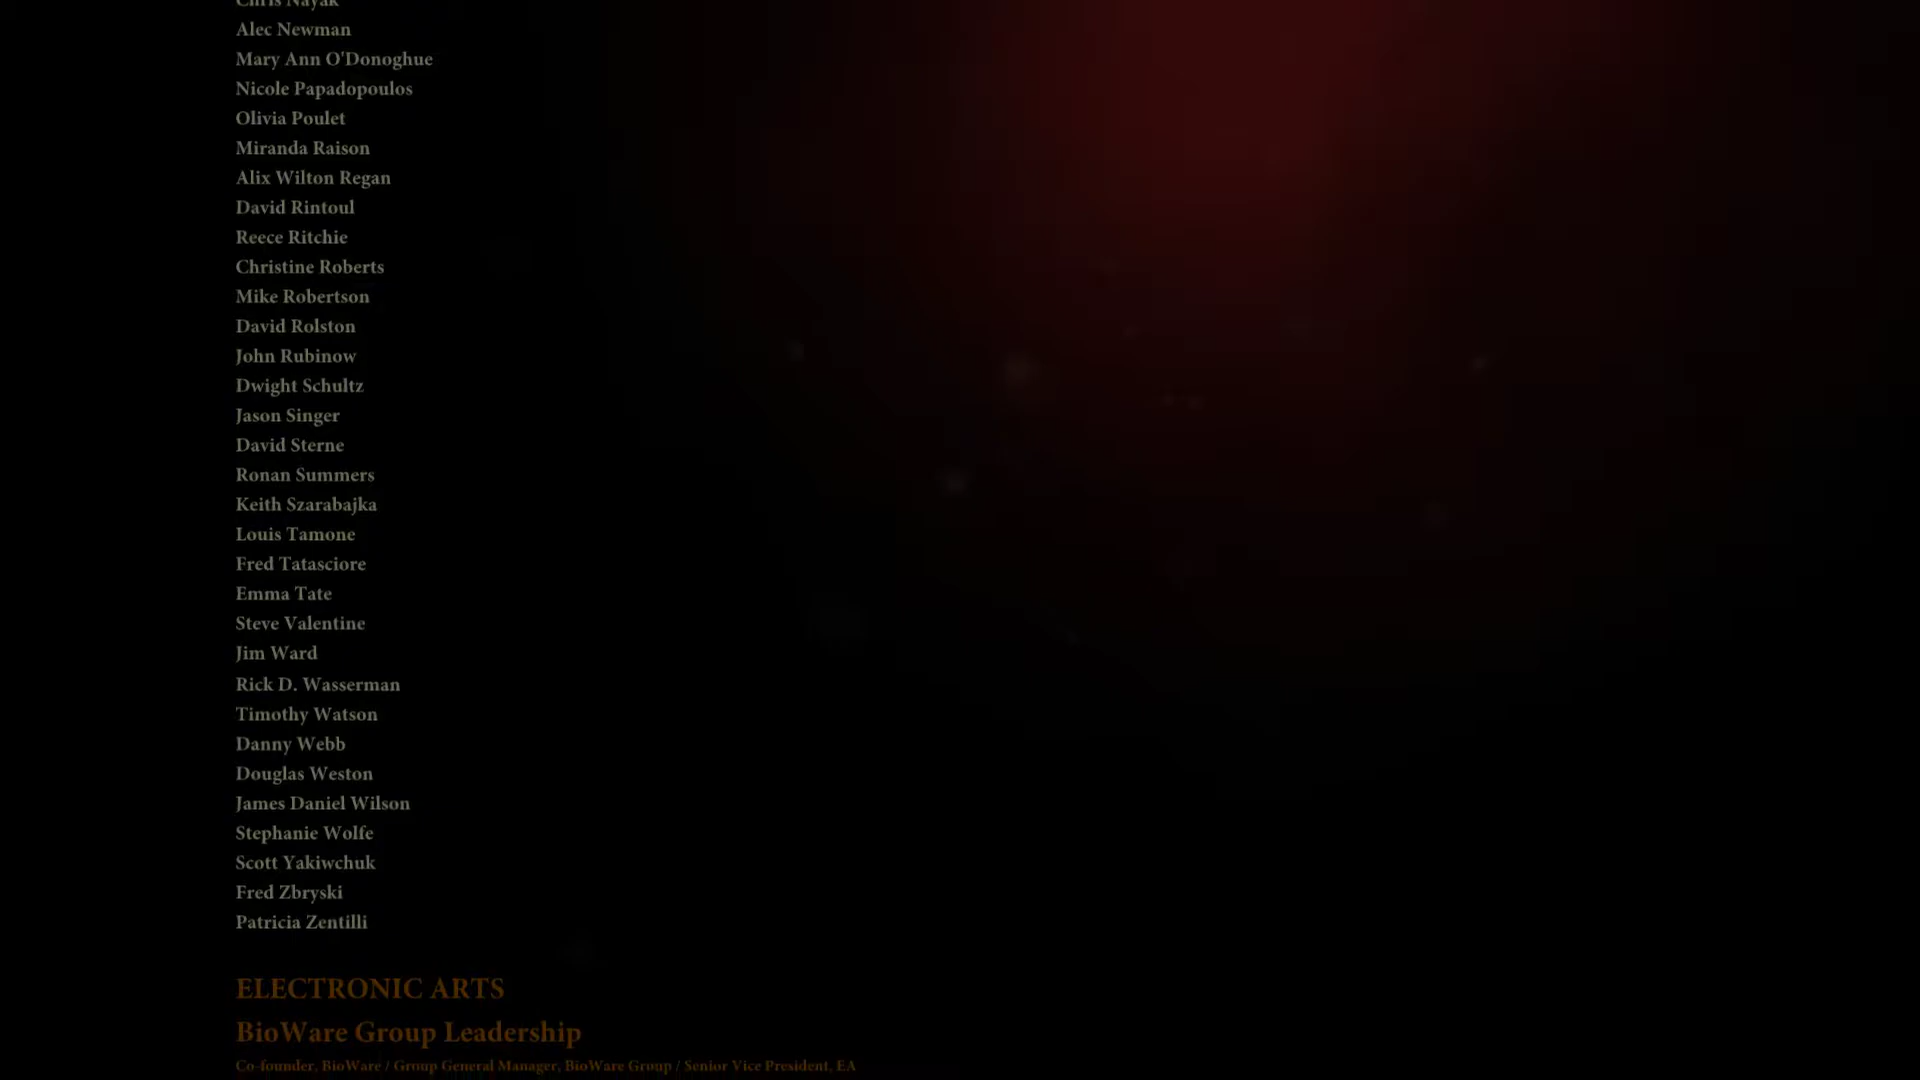 Chris Nayak
Alec Newman
Mary Ann O'Donoghue
Nicole Papadopoulos
Olivia Poulet
Miranda Raison
Alix Wilton Regan
David Rintoul
Reece Ritchie
Christine Roberts
Mike Robertson
David Rolston
John Rubinow
Dwight Schultz
Jason Singer
David Sterne
Ronan Summers
Keith Szarabajka
Louis Tamone
Fred Tatasciore
Emma Tate
Steve Valentine
Jim Ward
Rick D. Wasserman
Timothy Watson
Danny Webb
Douglas Weston
James Daniel Wilson
Stephanie Wolfe
Scott Yakiwchuk
Fred Zbryski
Patricia Zentilli
ELECTRONIC ARTS
BioWare Group Leadership
Co-founder, BioWare / Group General Manager, BioWare Group / Senior Vice President, EA